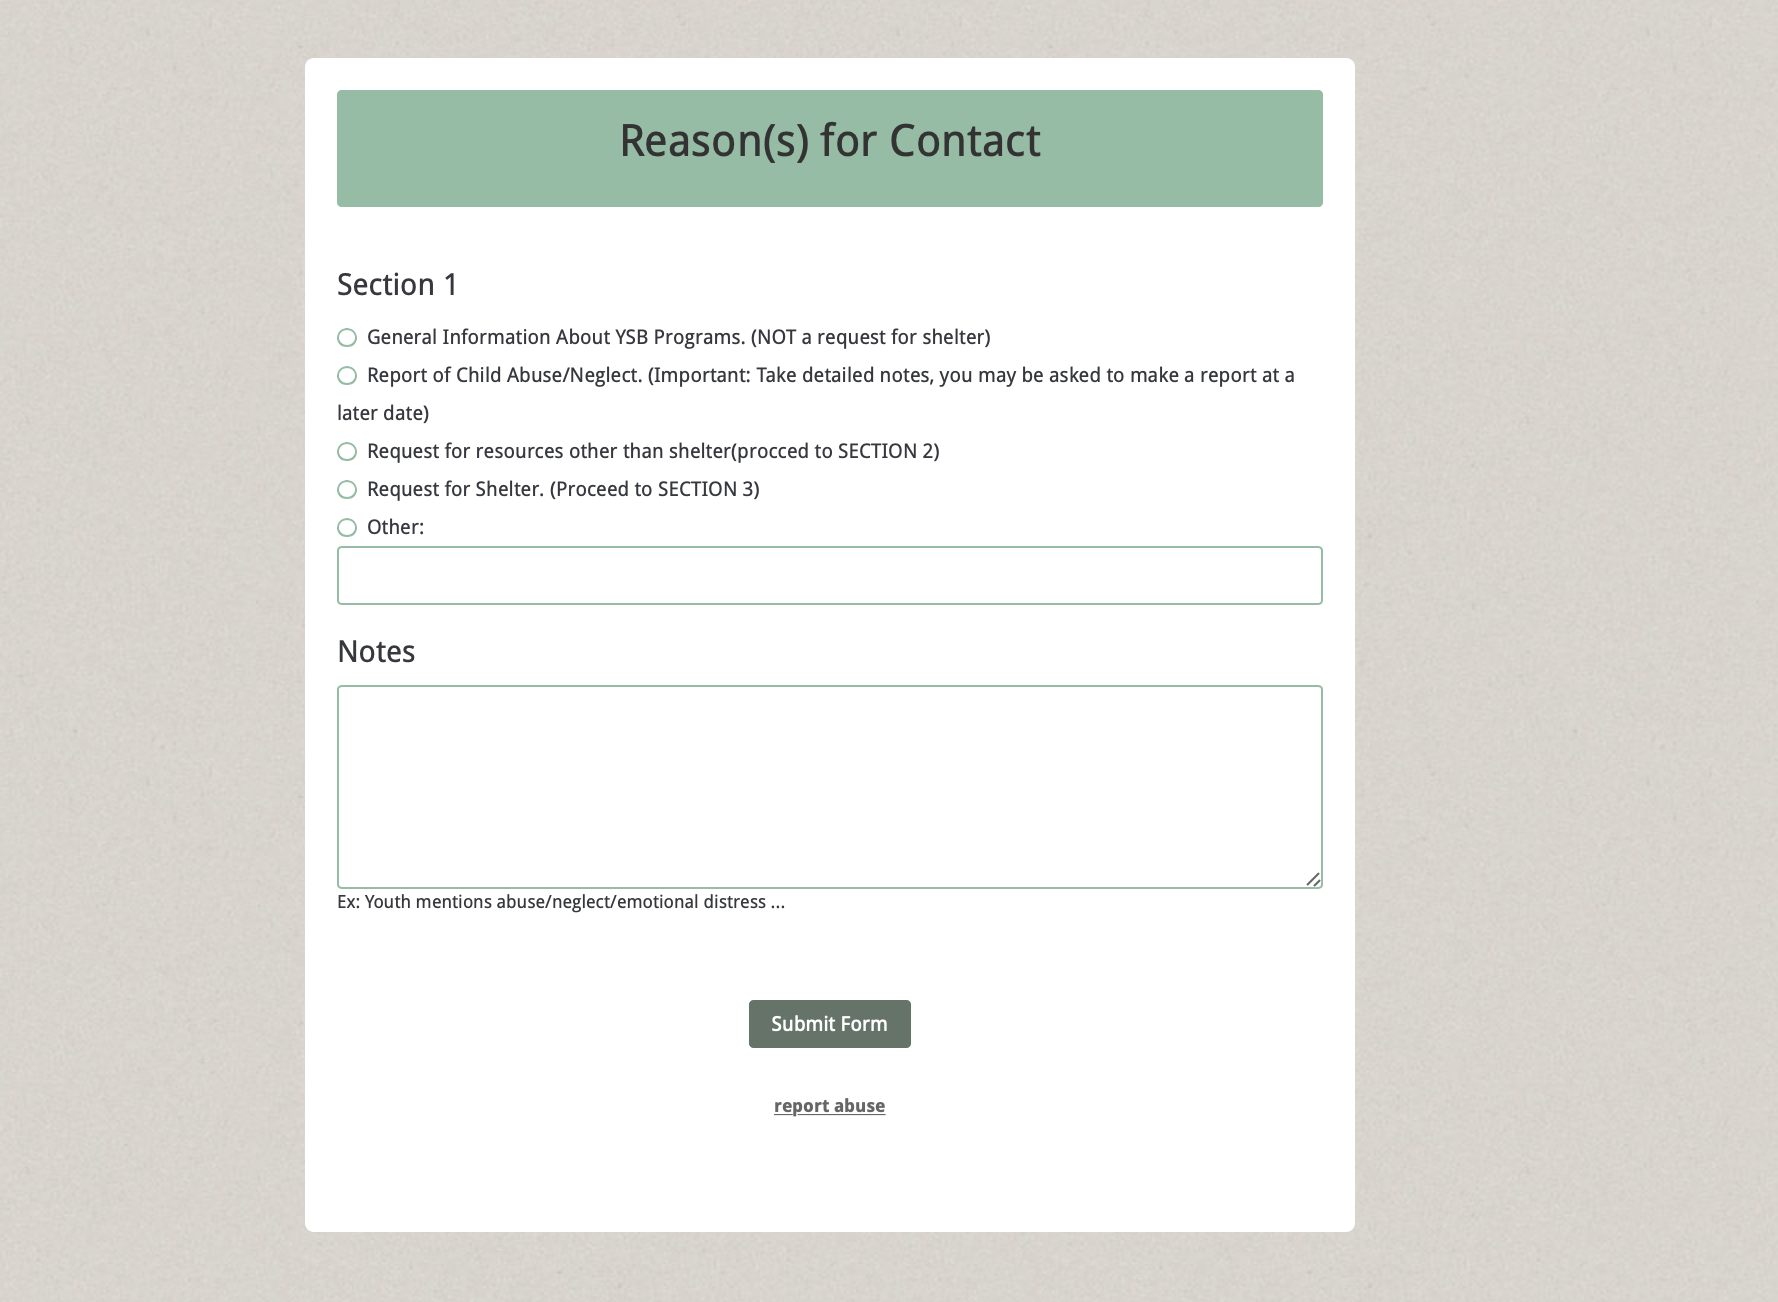 Reason(s) for Contact
Section 1
General Information About YSB Programs. (NOT a request for shelter)
Report of Child Abuse/Neglect. (Important: Take detailed notes, you may be asked to make a report at a
later date)
Request for resources other than shelter(procced to SECTION 2)
Request for Shelter. (Proceed to SECTION 3)
Other:
Notes
Ex: Youth mentions abuse/neglect/emotional distress ...
Submit Form
report abuse